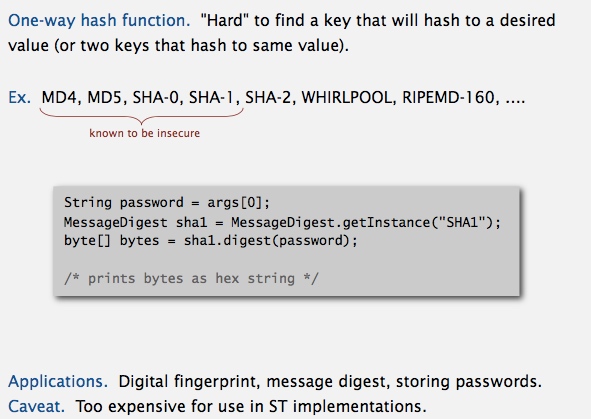 One-way hash function. "Hard" to find a key that will hash to a desired
value (or two keys that hash to same value).
Ex. MD4, MD5, SHA-0, SHA-1, SHA-2, WHIRLPOOL, RIPEMD-160, ....
known to be insecure
String password = args[0];
MessageDigest sha1 = MessageDigest.getInstance("SHA1");
byte[] bytes = sha1.digest(password);
/* prints bytes as hex string */
Applications. Digital fingerprint, message digest, storing passwords.
Caveat. Too expensive for use in ST implementations.